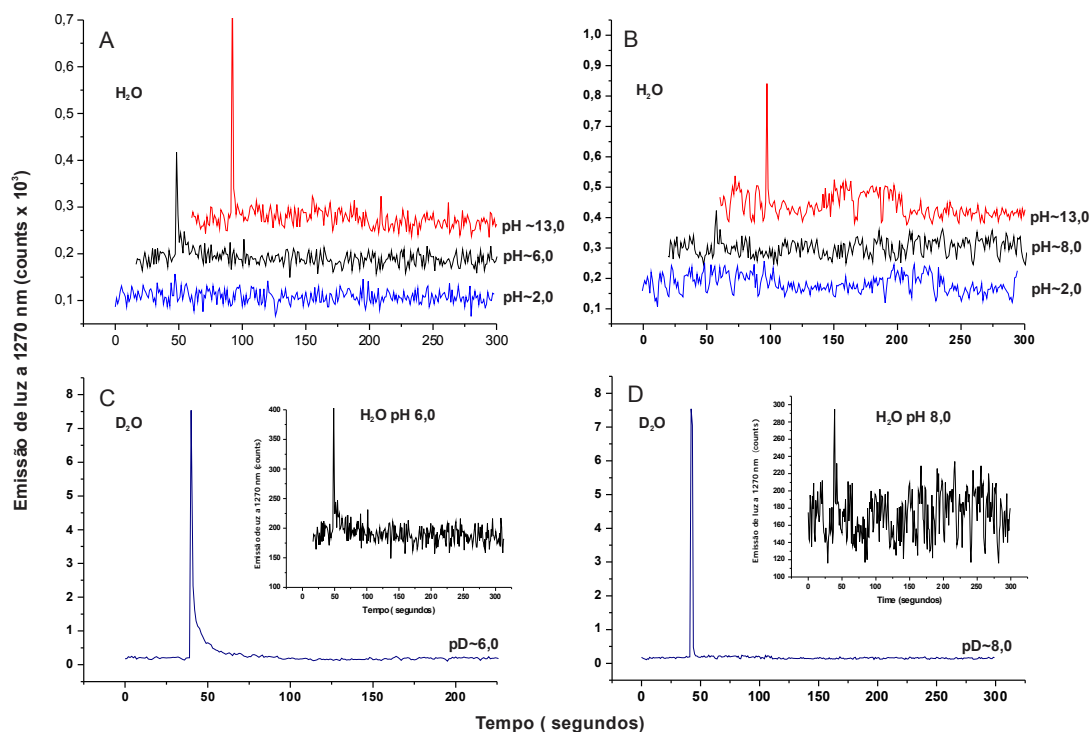 Emissão de luz a 1270 nm (counts x 10³)
A
H₂O
0,7
0,6
0,5
0,4
0,3
0,2
0,1
pH ~13,0
pH~6,0
pH~2,0
0 50 100 150 200 250 300
B
H₂O
1,0
0,9
0,8
0,7
0,6
0,5
0,4
0,3
0,2
0,1
pH~13,0
pH~8,0
pH~2,0
0 50 100 150 200 250 300
C
D₂O
8
7
6
5
4
3
2
1
0
pD~6,0
0 50 100 150 200
H₂O pH 6,0
Emissão de uz a 1270 nm (counts)
400
350
300
250
200
150
100
0 50 100 150 200 250 300
Tempo ( segundos)
D
D₂O
8
7
6
5
4
3
2
1
0
pD~8,0
0 50 100 150 200 250 300
H₂O pH 8,0
Emissão de luz a 1270 nm (counts)
300
280
260
240
220
200
180
160
140
120
100
0 50 100 150 200 250 300
Time (segundos)
Tempo ( segundos)